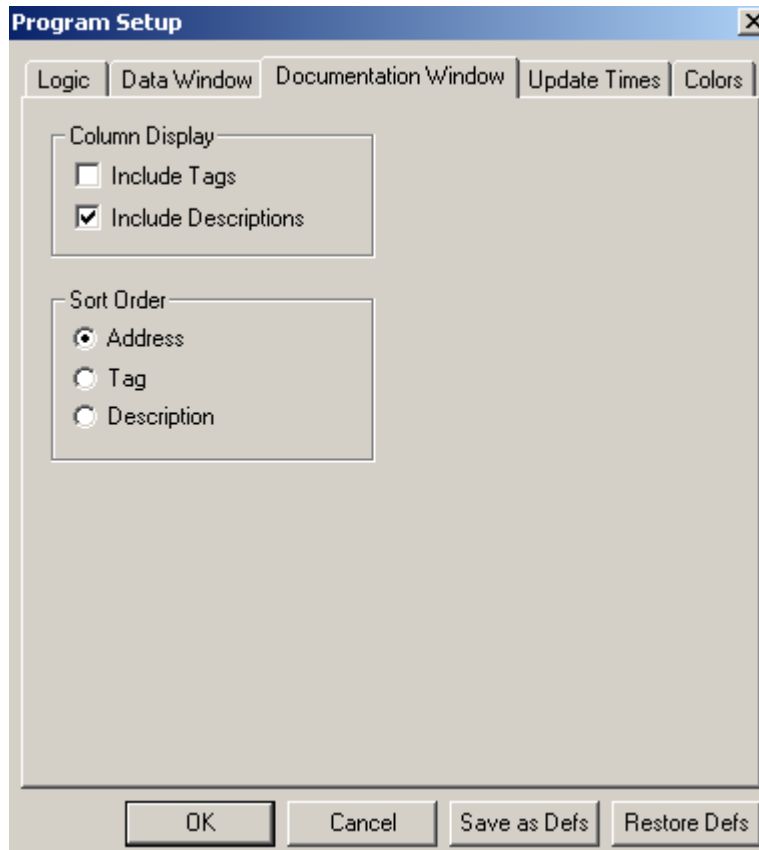 Program Setup
Logic Data Window Documentation Window Update Times Colors
Column Display
Include Tags
Include Descriptions
Sort Order
Address
Tag
Description
OK Cancel Save as Defs Restore Defs